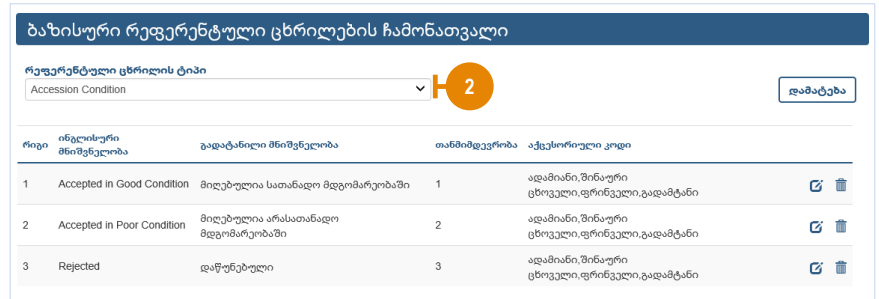 ბაზისური რეფერენტული ცხრილების ჩამონათვალი
რეფერენტული ცხრილის ტიპი
Accession Condition
2
დამატება
რიგი ინგლისური მნიშვნელობა გადატანილი მნიშვნელობა თანმიმდევრობა აქცესორიული კოდი
1 Accepted in Good Condition მიღებულია სათანადო მდგომარეობაში 1 ადამიანი,შინაური ცხოველი,ფრინველი,გადამტანი
2 Accepted in Poor Condition მიღებულია არასათანადო მდგომარეობაში 2 ადამიანი,შინაური ცხოველი,ფრინველი,გადამტანი
3 Rejected დაწუნებული 3 ადამიანი,შინაური ცხოველი,ფრინველი,გადამტანი